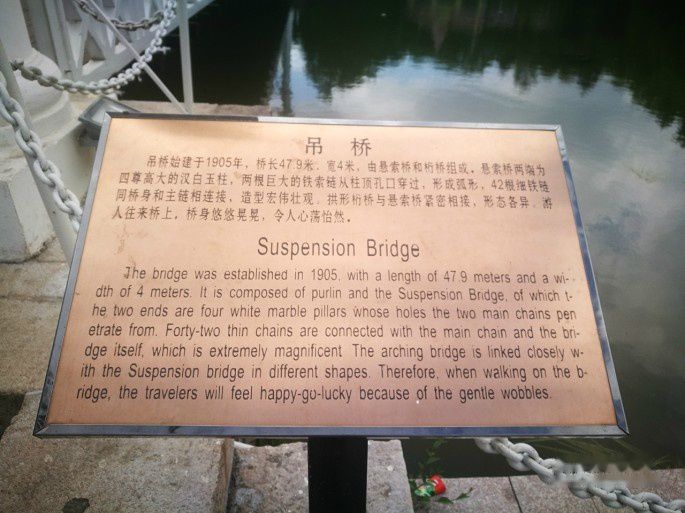 吊桥
吊桥始建于1905年，桥长47.9米，宽4米，由悬索桥和桁桥组成。悬索桥两端为
四尊高大的汉白玉柱，两根巨大的铁索链从柱顶孔口穿过，形成弧形，42根细铁链
同桥身和主链相连接，造型宏伟壮观。拱形桁桥与悬索桥紧密相接，形态各异。游
人往来桥上，桥身悠悠晃晃，令人心荡怡然。
Suspension Bridge
The bridge was established in 1905, with a length of 47.9 meters and a wi-
dth of 4 meters. It is composed of purlin and the Suspension Bridge, of which t-
he two ends are four white marble pillars whose holes the two main chains pen
etrate from. Forty-two thin chains are connected with the main chain and the bri-
dge itself, which is extremely magnificent. The arching bridge is linked closely w-
ith the Suspension bridge in different shapes. Therefore, when walking on the b-
ridge, the travelers will feel happy-go-lucky because of the gentle wobbles.